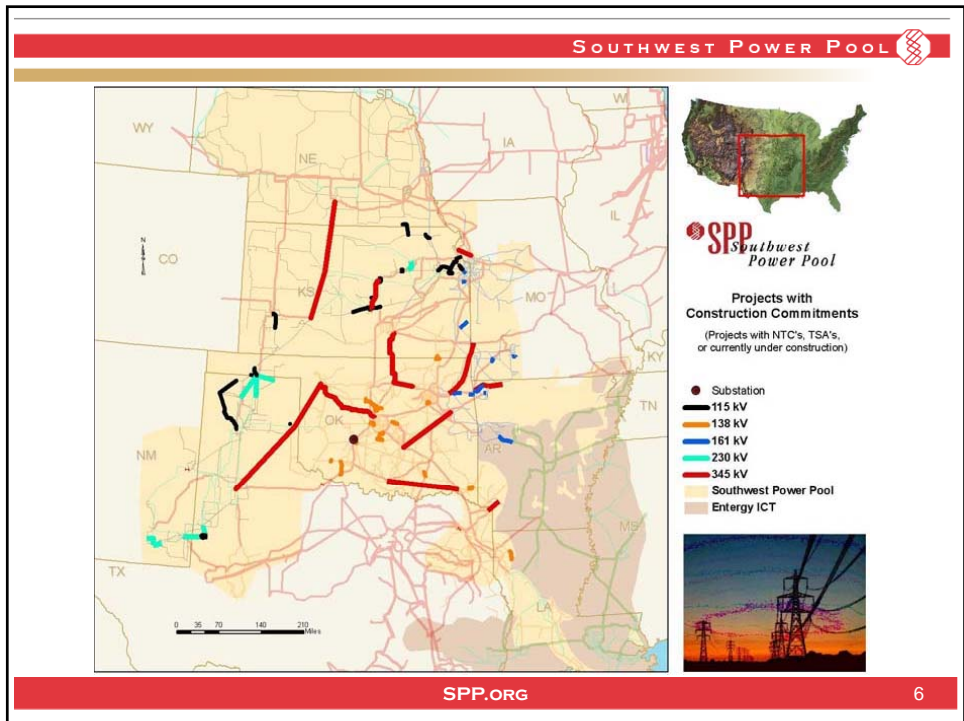 SOUTHWEST POWER POOL
SD
WY
WI
NE
IA
IL
CO
KS
MO
KY
OK
TN
NM
AR
MS
TX
LA
0 35 70 140 210
Miles
SPP
Southwest
Power Pool
Projects with
Construction Commitments
(Projects with NTC's, TSA's,
or currently under construction)
Substation
115 kV
138 kV
161 kV
230 kV
345 kV
Southwest Power Pool
Entergy ICT
SPP.ORG
6